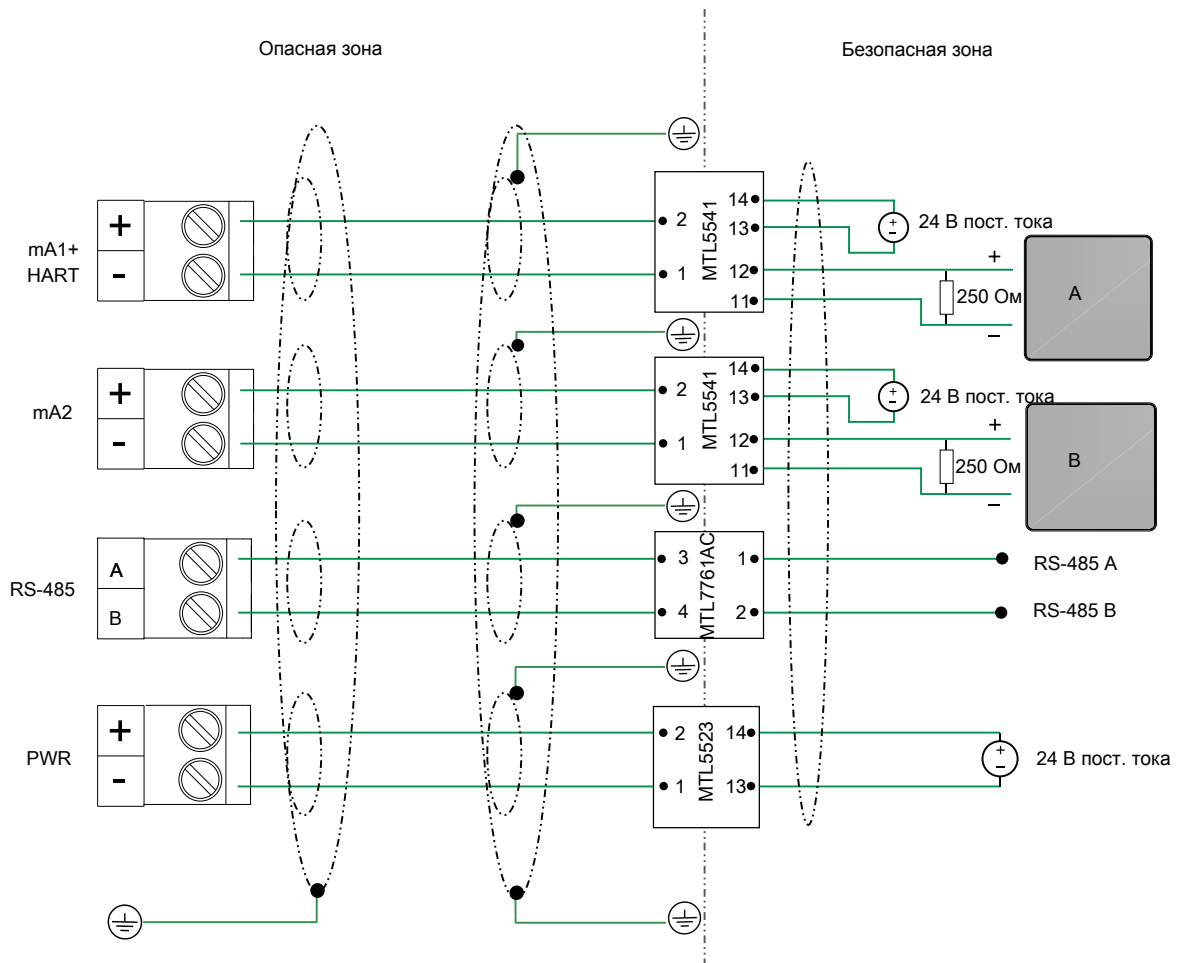 Опасная зона
Безопасная зона
mA1+
HART
+
-
2
1
MTL5541
14
13
12
11
+
-
24 В пост. тока
+
250 Ом
–
A
mA2
+
-
2
1
MTL5541
14
13
12
11
+
-
24 В пост. тока
+
250 Ом
–
B
RS-485
A
B
3
4
MTL7761AC
1
2
RS-485 A
RS-485 B
PWR
+
-
2
1
MTL5523
14
13
+
–
24 В пост. тока